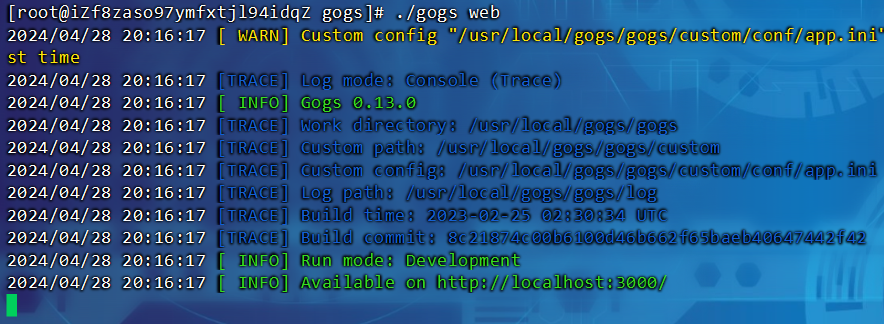 [root@iZf8zaso97ymfxtjl94idqZ gogs]# ./gogs web
2024/04/28 20:16:17 [ WARN] Custom config "/usr/local/gogs/gogs/custom/conf/app.ini"
st time
2024/04/28 20:16:17 [TRACE] Log mode: Console (Trace)
2024/04/28 20:16:17 [ INFO] Gogs 0.13.0
2024/04/28 20:16:17 [TRACE] Work directory: /usr/local/gogs/gogs
2024/04/28 20:16:17 [TRACE] Custom path: /usr/local/gogs/gogs/custom
2024/04/28 20:16:17 [TRACE] Custom config: /usr/local/gogs/gogs/custom/conf/app.ini
2024/04/28 20:16:17 [TRACE] Log path: /usr/local/gogs/gogs/log
2024/04/28 20:16:17 [TRACE] Build time: 2023-02-25 02:30:34 UTC
2024/04/28 20:16:17 [TRACE] Build commit: 8c21874c00b6100d46b662f65baeb40647442f42
2024/04/28 20:16:17 [ INFO] Run mode: Development
2024/04/28 20:16:17 [ INFO] Available on http://localhost:3000/